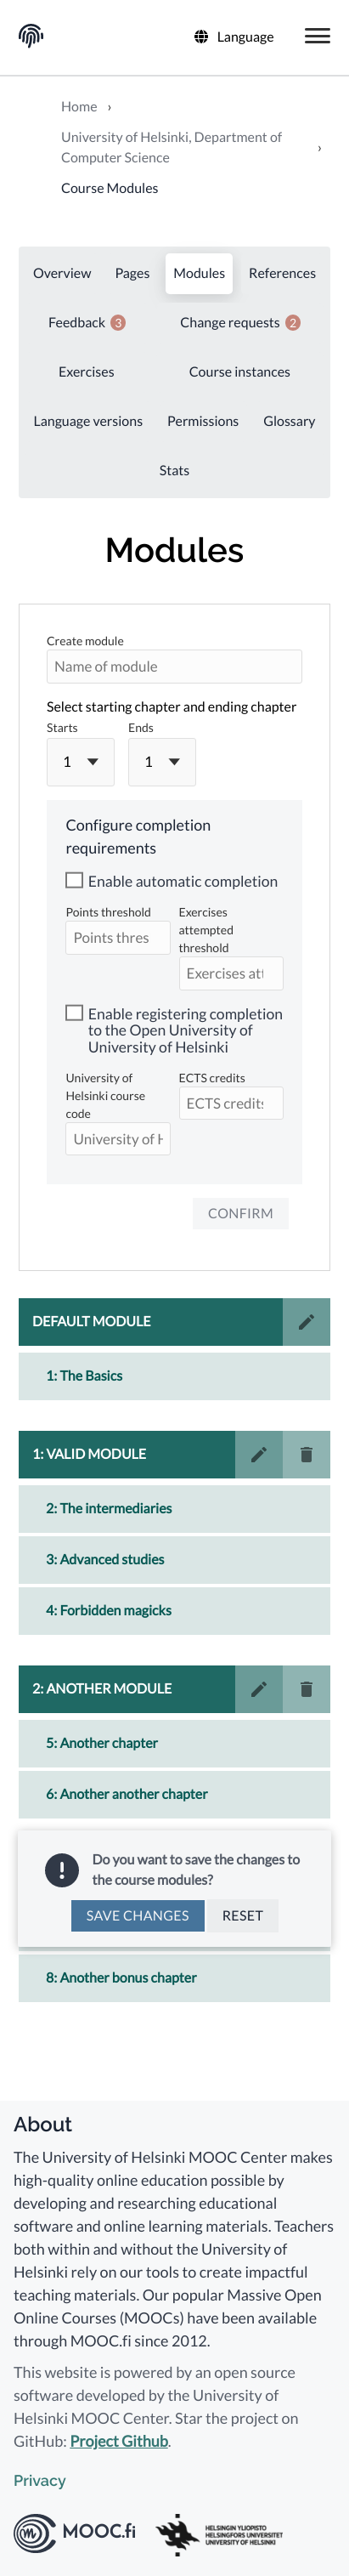 Language
Home ›
University of Helsinki, Department of
Computer Science ›
Course Modules
Overview Pages Modules References
Feedback 3 Change requests 2
Exercises Course instances
Language versions Permissions Glossary
Stats
Modules
Create module
Name of module
Select starting chapter and ending chapter
Starts Ends
1 1
Configure completion
requirements
Enable automatic completion
Points threshold
Points thres
Exercises
attempted
threshold
Exercises att
Enable registering completion
to the Open University of
University of Helsinki
University of
Helsinki course
code
University of H
ECTS credits
ECTS credits
CONFIRM
DEFAULT MODULE
1: The Basics
1: VALID MODULE
2: The intermediaries
3: Advanced studies
4: Forbidden magicks
2: ANOTHER MODULE
5: Another chapter
6: Another another chapter
Do you want to save the changes to
the course modules?
SAVE CHANGES RESET
8: Another bonus chapter
About
The University of Helsinki MOOC Center makes
high-quality online education possible by
developing and researching educational
software and online learning materials. Teachers
both within and without the University of
Helsinki rely on our tools to create impactful
teaching materials. Our popular Massive Open
Online Courses (MOOCs) have been available
through MOOC.fi since 2012.
This website is powered by an open source
software developed by the University of
Helsinki MOOC Center. Star the project on
GitHub: Project Github.
Privacy
MOOC.fi
HELSINGIN YLIOPISTO
HELSINGFORS UNIVERSITET
UNIVERSITY OF HELSINKI